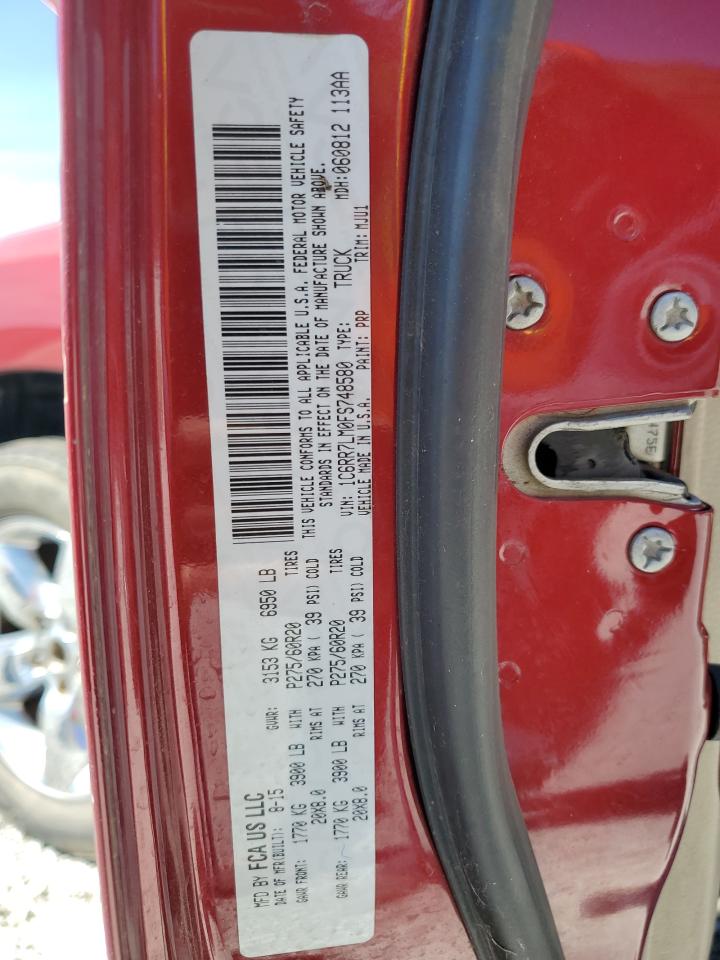 MFD BY FCA US LLC
DATE OF MFR(BUILT): 8-15 GVWR: 3153 KG 6950 LB
GAWR FRONT: 1770 KG 3900 LB WITH P275/60R20 TIRES
20X8.0 RIMS AT 270 KPA ( 39 PSI) COLD
GAWR REAR: 1770 KG 3900 LB WITH P275/60R20 TIRES
20X8.0 RIMS AT 270 KPA ( 39 PSI) COLD
THIS VEHICLE CONFORMS TO ALL APPLICABLE U.S.A. FEDERAL MOTOR VEHICLE SAFETY
STANDARDS IN EFFECT ON THE DATE OF MANUFACTURE SHOWN ABOVE.
VIN: 1C6RR7LM0FS748580 TYPE: TRUCK MDH:060812 113AA
VEHICLE MADE IN U.S.A. PAINT: PRP TRIM: MJU1